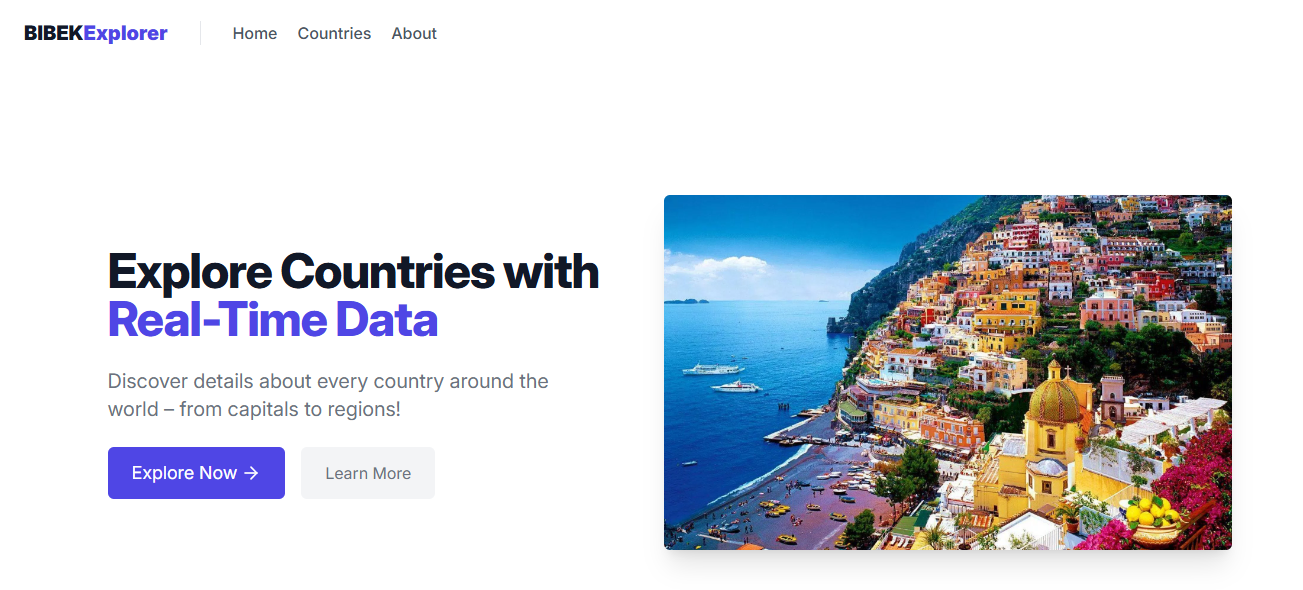 BIBEKExplorer
Home Countries About
Explore Countries with
Real-Time Data
Discover details about every country around the
world – from capitals to regions!
Explore Now →
Learn More